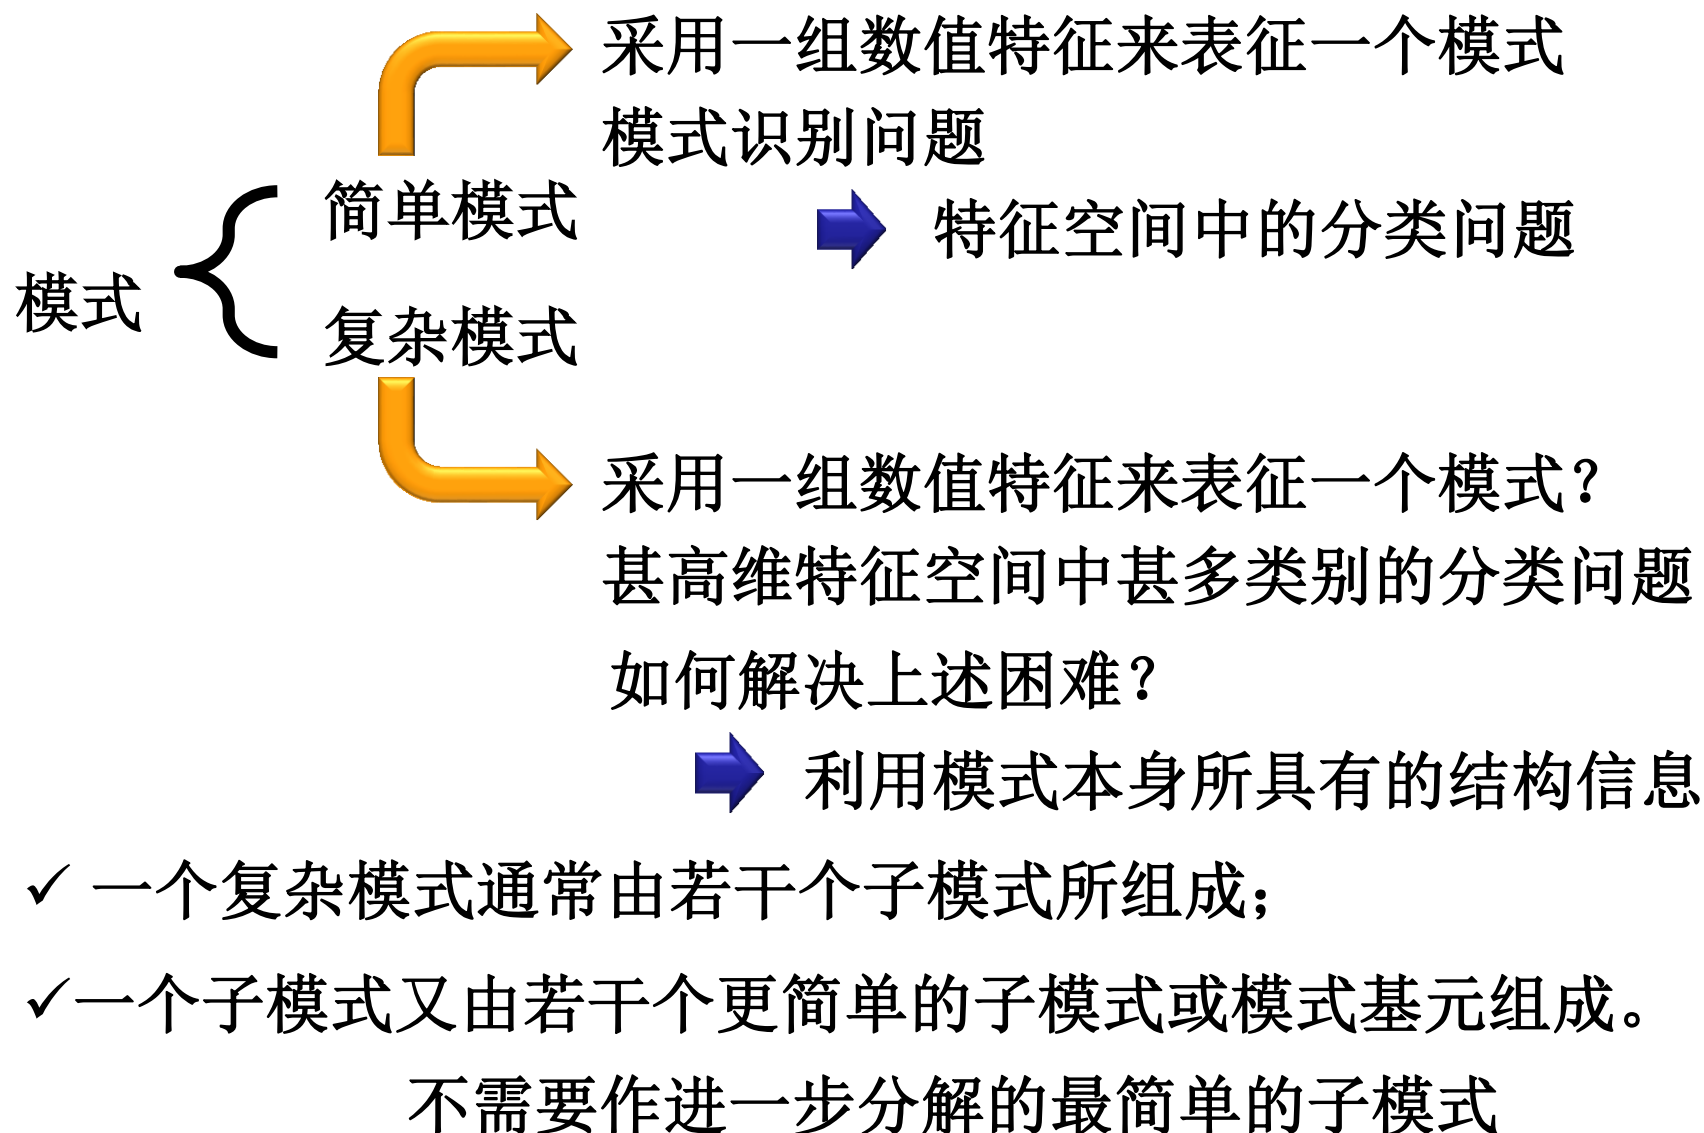 采用一组数值特征来表征一个模式
模式识别问题
简单模式
特征空间中的分类问题
模式
复杂模式
采用一组数值特征来表征一个模式？
甚高维特征空间中甚多类别的分类问题
如何解决上述困难？
利用模式本身所具有的结构信息
✓ 一个复杂模式通常由若干个子模式所组成；
✓一个子模式又由若干个更简单的子模式或模式基元组成。
不需要作进一步分解的最简单的子模式